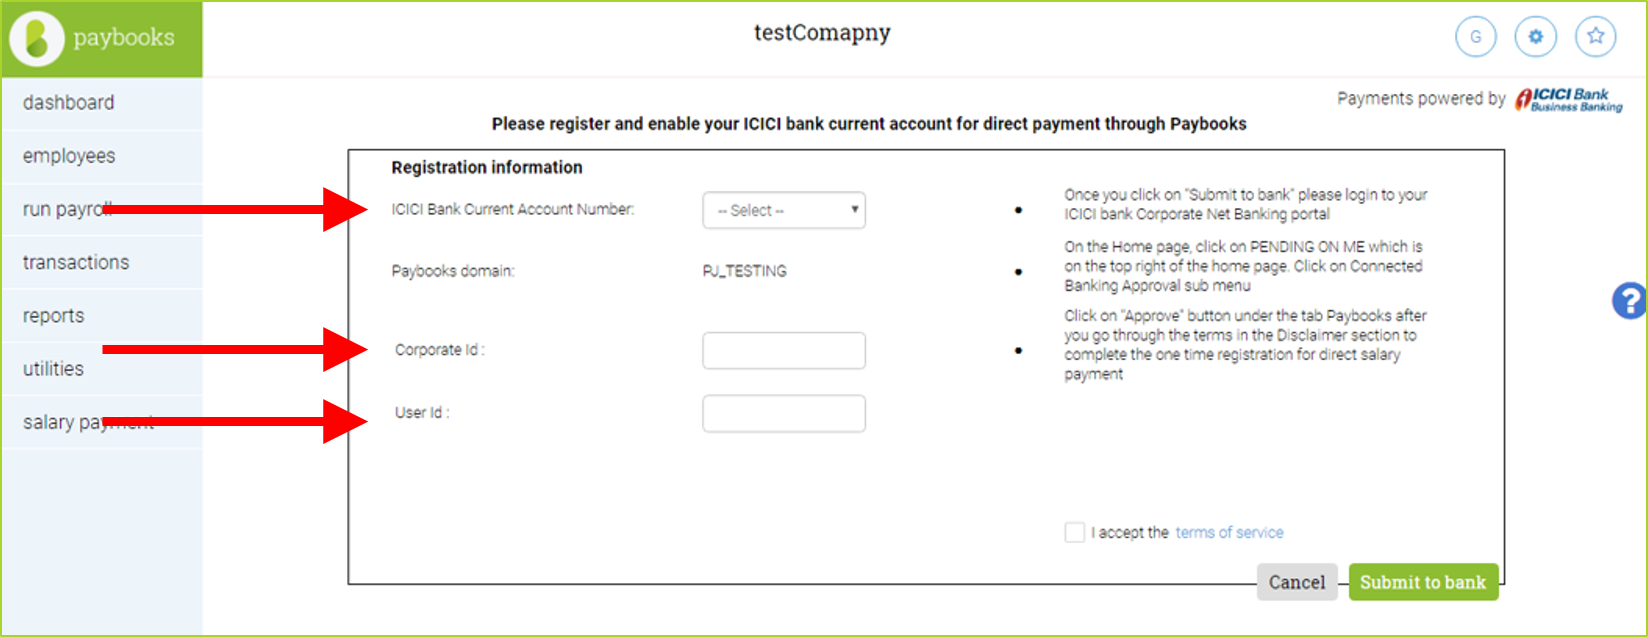 paybooks
testComapny
G
dashboard
employees
run payroll
transactions
reports
utilities
salary payment
Payments powered by ICICI Bank
Business Banking
Please register and enable your ICICI bank current account for direct payment through Paybooks
Registration information
ICICI Bank Current Account Number:
-- Select --
Paybooks domain:
PJ_TESTING
Corporate Id :
User Id :
Once you click on "Submit to bank" please login to your
ICICI bank Corporate Net Banking portal
On the Home page, click on PENDING ON ME which is
on the top right of the home page. Click on Connected
Banking Approval sub menu
Click on "Approve" button under the tab Paybooks after
you go through the terms in the Disclaimer section to
complete the one time registration for direct salary
payment
I accept the terms of service
Cancel
Submit to bank
?